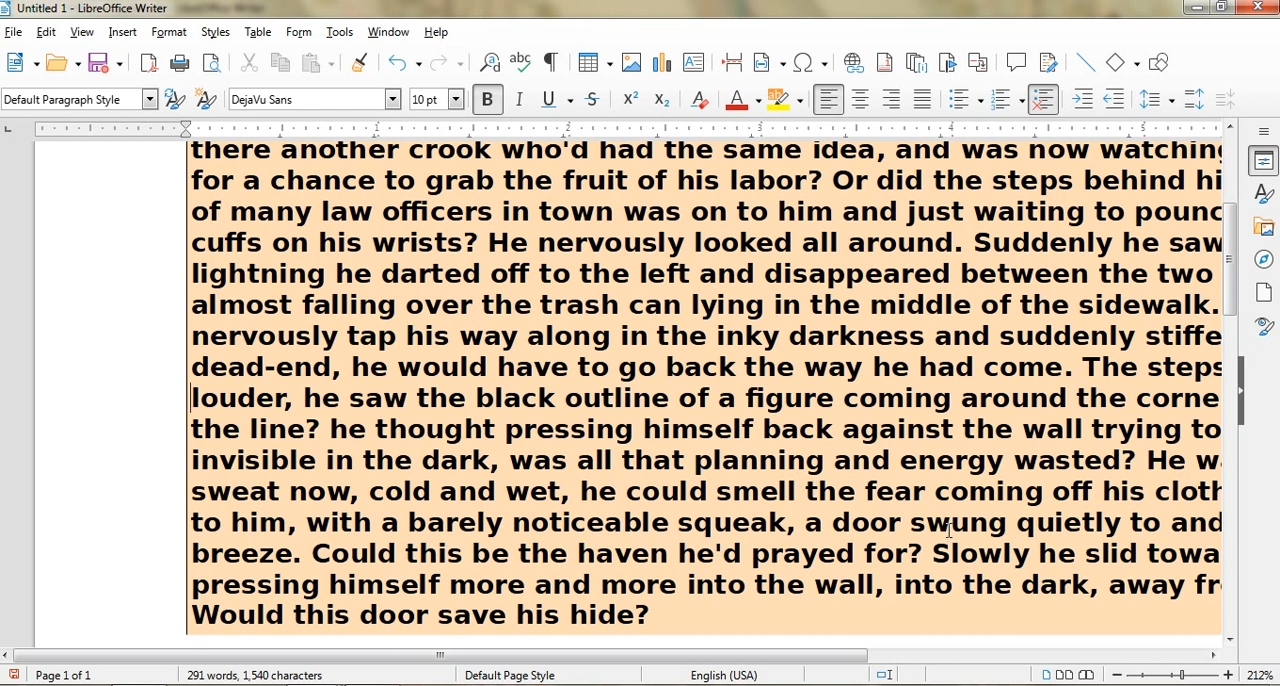 Untitled 1 - LibreOffice Writer
File Edit View Insert Format Styles Table Form Tools Window Help
Default Paragraph Style DejaVu Sans 10 pt
1 2 3 4 5
there another crook who'd had the same idea, and was now watching
for a chance to grab the fruit of his labor? Or did the steps behind hi
of many law officers in town was on to him and just waiting to pounc
cuffs on his wrists? He nervously looked all around. Suddenly he saw
lightning he darted off to the left and disappeared between the two
almost falling over the trash can lying in the middle of the sidewalk.
nervously tap his way along in the inky darkness and suddenly stiffe
dead-end, he would have to go back the way he had come. The steps
louder, he saw the black outline of a figure coming around the corne
the line? he thought pressing himself back against the wall trying to
invisible in the dark, was all that planning and energy wasted? He wa
sweat now, cold and wet, he could smell the fear coming off his cloth
to him, with a barely noticeable squeak, a door swung quietly to and
breeze. Could this be the haven he'd prayed for? Slowly he slid towa
pressing himself more and more into the wall, into the dark, away fro
Would this door save his hide?
Page 1 of 1 291 words, 1,540 characters Default Page Style English (USA) 212%